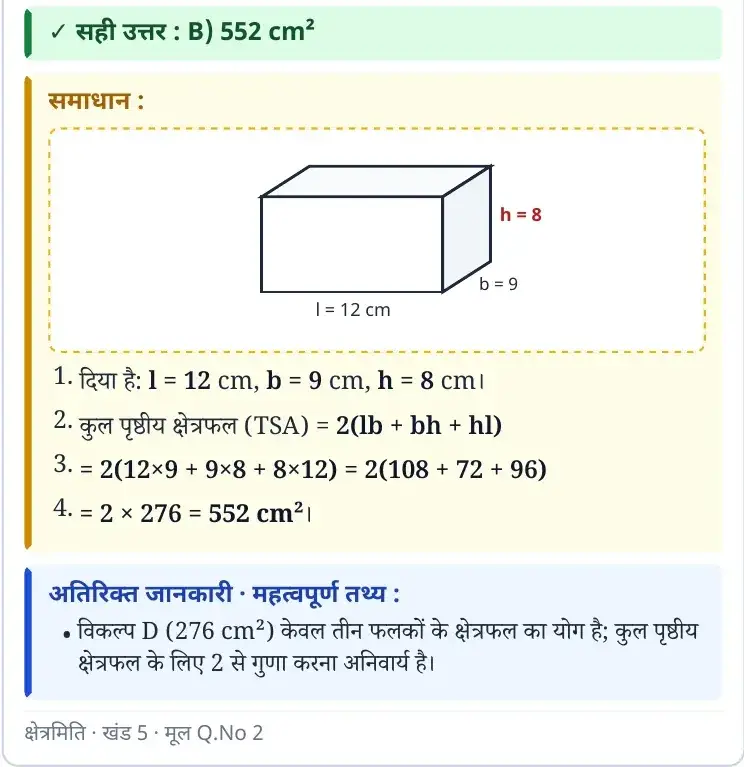 ✓ सही उत्तर : B) 552 cm²
समाधान :
h = 8
b = 9
l = 12 cm
1. दिया है: l = 12 cm, b = 9 cm, h = 8 cm।
2. कुल पृष्ठीय क्षेत्रफल (TSA) = 2(lb + bh + hl)
3. = 2(12×9 + 9×8 + 8×12) = 2(108 + 72 + 96)
4. = 2 × 276 = 552 cm²।
अतिरिक्त जानकारी · महत्वपूर्ण तथ्य :
• विकल्प D (276 cm²) केवल तीन फलकों के क्षेत्रफल का योग है; कुल पृष्ठीय
क्षेत्रफल के लिए 2 से गुणा करना अनिवार्य है।
क्षेत्रमिति · खंड 5 · मूल Q.No 2